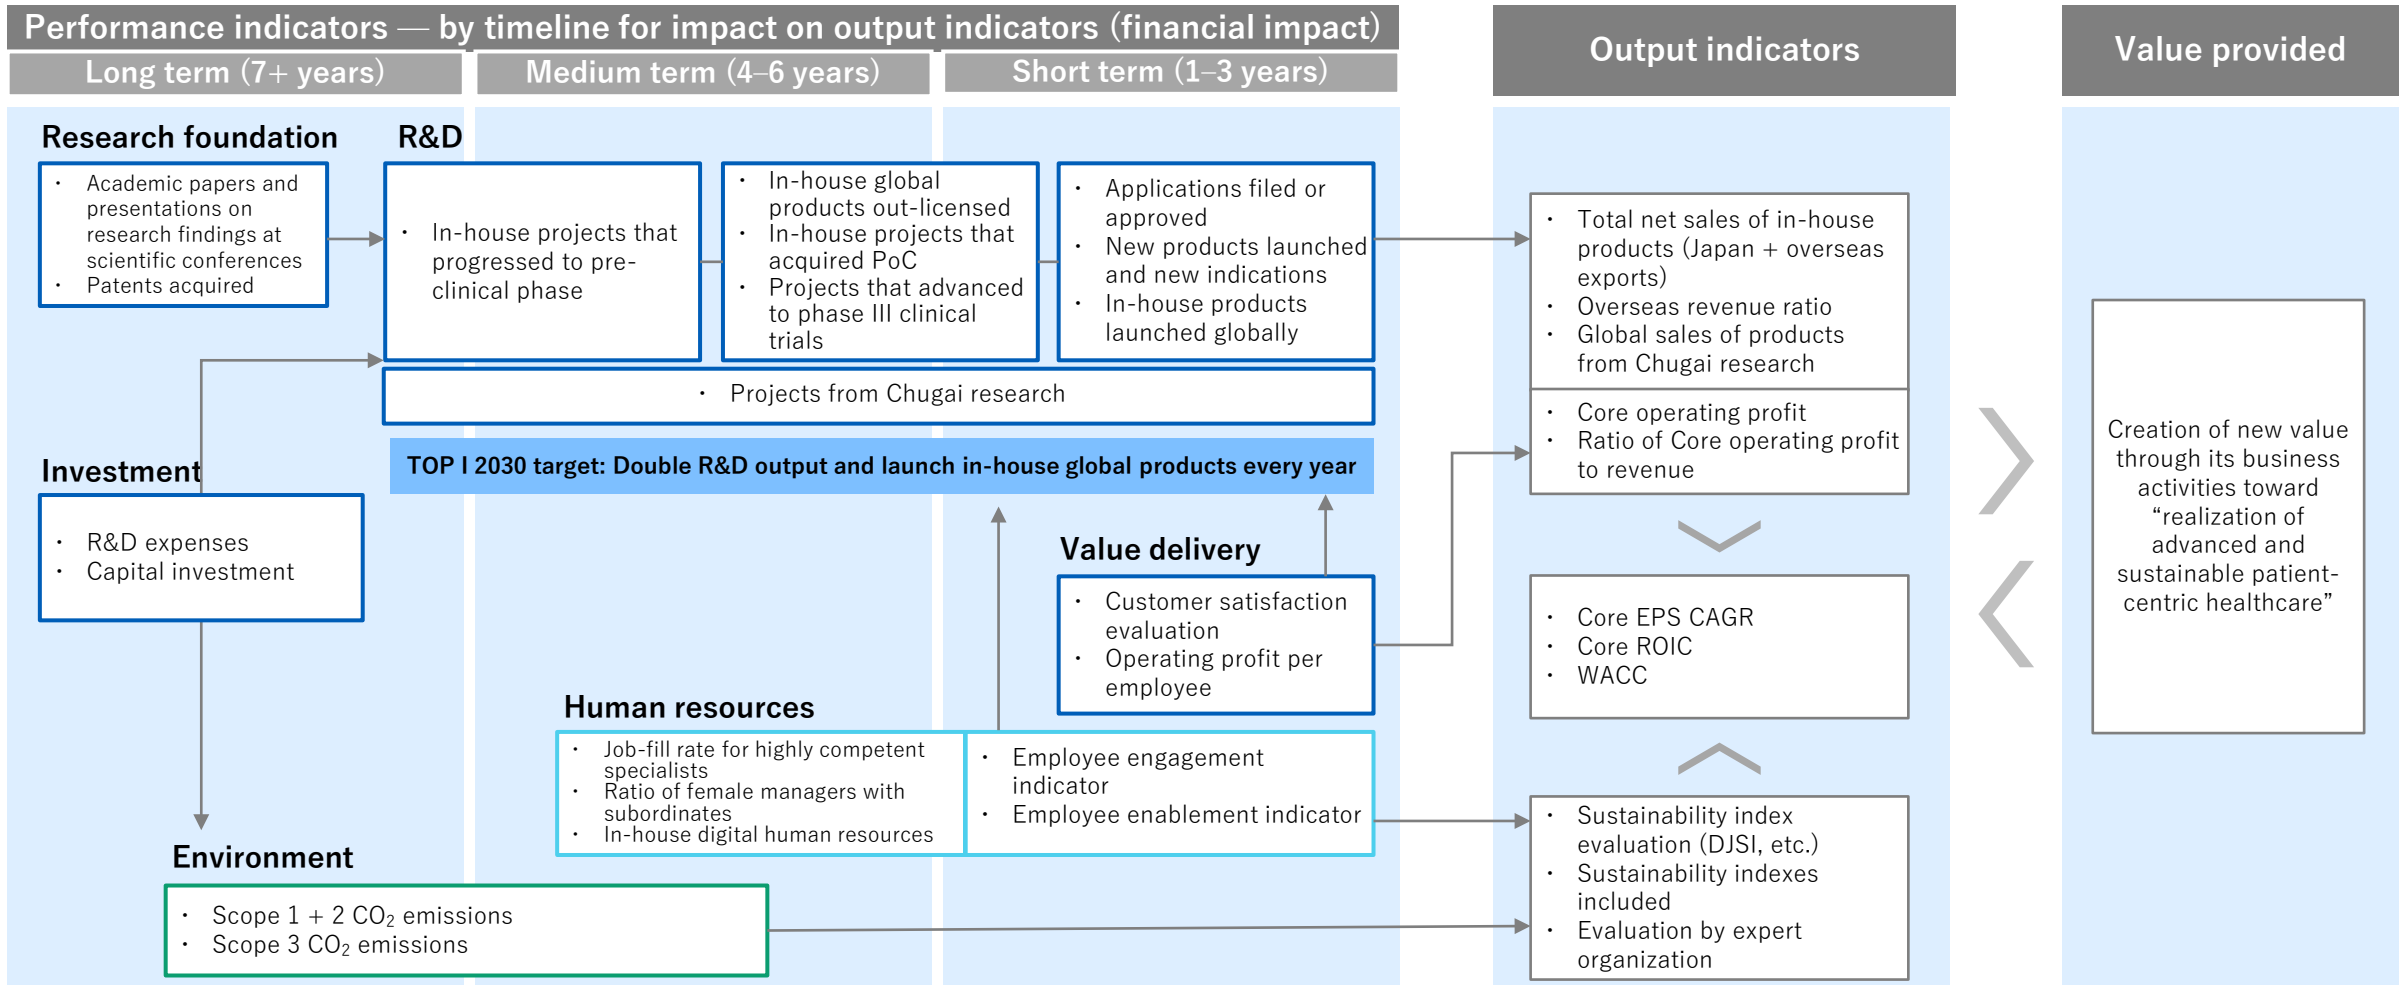 Performance indicators — by timeline for impact on output indicators (financial impact)
Long term (7+ years)
Medium term (4–6 years)
Short term (1–3 years)
Output indicators
Value provided
Research foundation
・ Academic papers and
presentations on
research findings at
scientific conferences
・ Patents acquired
R&D
・ In-house projects that
progressed to pre-
clinical phase
・ In-house global
products out-licensed
・ In-house projects that
acquired PoC
・ Projects that advanced
to phase III clinical
trials
・ Applications filed or
approved
・ New products launched
and new indications
・ In-house products
launched globally
・ Projects from Chugai research
TOP I 2030 target: Double R&D output and launch in-house global products every year
Investment
・ R&D expenses
・ Capital investment
Value delivery
・ Customer satisfaction
evaluation
・ Operating profit per
employee
Human resources
・ Job-fill rate for highly competent
specialists
・ Ratio of female managers with
subordinates
・ In-house digital human resources
・ Employee engagement
indicator
・ Employee enablement indicator
Environment
・ Scope 1 + 2 CO₂ emissions
・ Scope 3 CO₂ emissions
・ Total net sales of in-house
products (Japan + overseas
exports)
・ Overseas revenue ratio
・ Global sales of products
from Chugai research
・ Core operating profit
・ Ratio of Core operating profit
to revenue
・ Core EPS CAGR
・ Core ROIC
・ WACC
・ Sustainability index
evaluation (DJSI, etc.)
・ Sustainability indexes
included
・ Evaluation by expert
organization
Creation of new value
through its business
activities toward
“realization of
advanced and
sustainable patient-
centric healthcare”